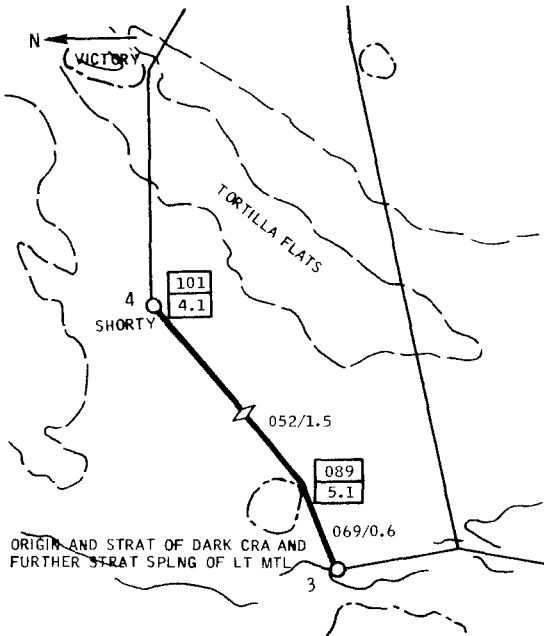 N
VICTORY
TORTILLA FLATS
101
4.1
4
SHORTY
052/1.5
089
5.1
069/0.6
ORIGIN AND STRAT OF DARK CRA AND
FURTHER STRAT SPLNG OF LT MTL
3